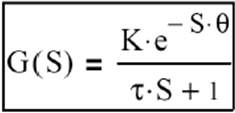 G(S) = K·e^(− S·θ) / (τ·S + 1)